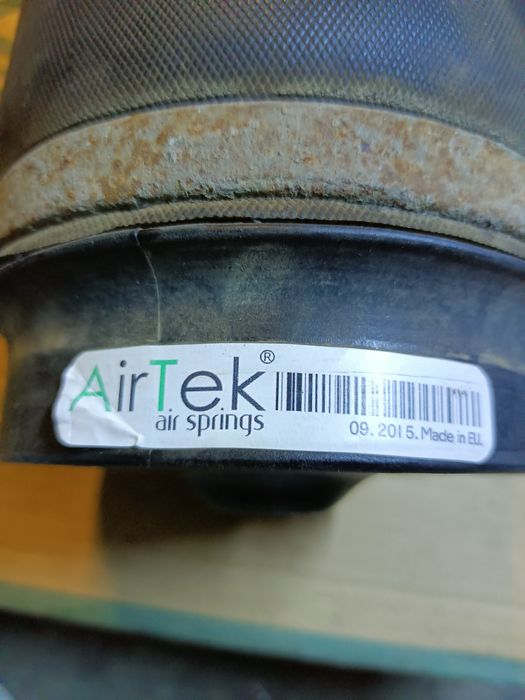 AirTek®
air springs
09. 2015. Made in EU.